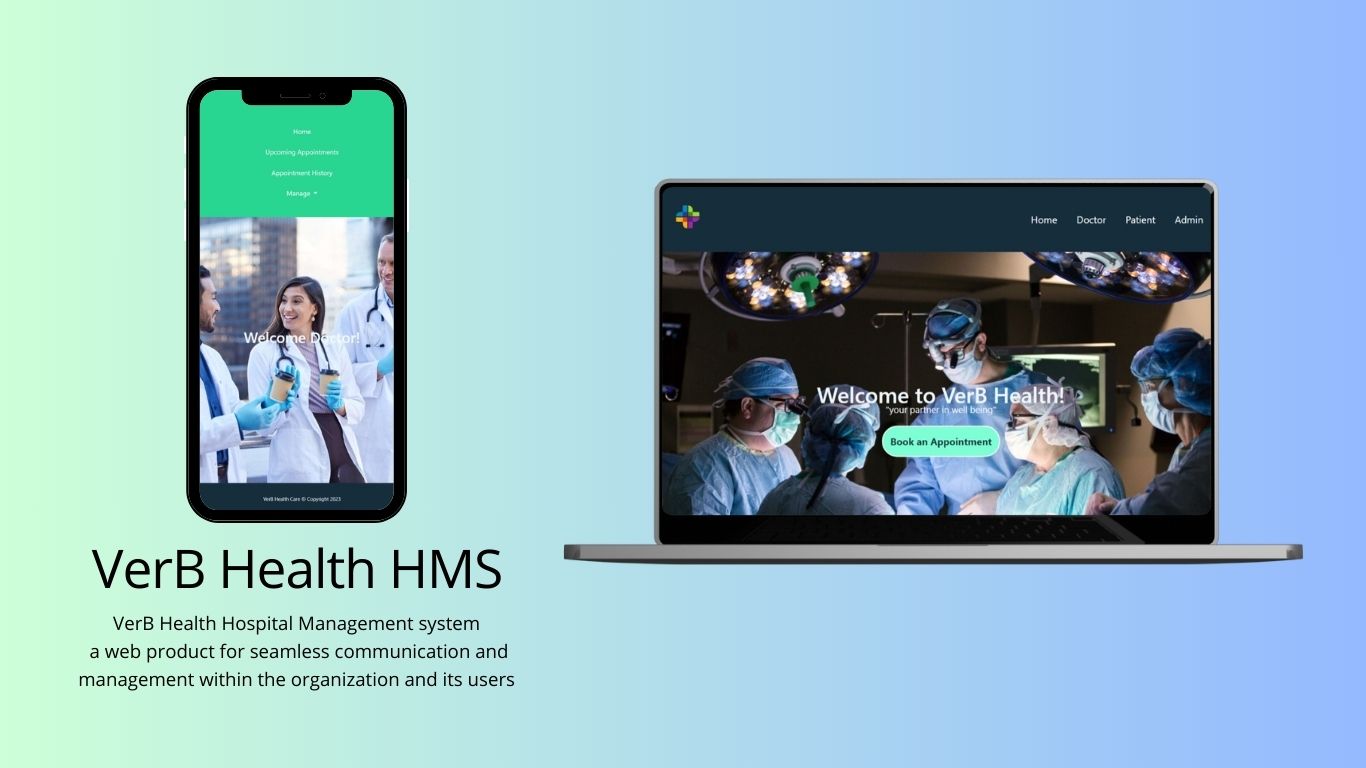 Home
Upcoming Appointments
Appointment History
Manage
Welcome Doctor!
VerB Health Care © Copyright 2023
VerB Health HMS
VerB Health Hospital Management system
a web product for seamless communication and
management within the organization and its users
Home Doctor Patient Admin
Welcome to VerB Health!
"your partner in well being"
Book an Appointment